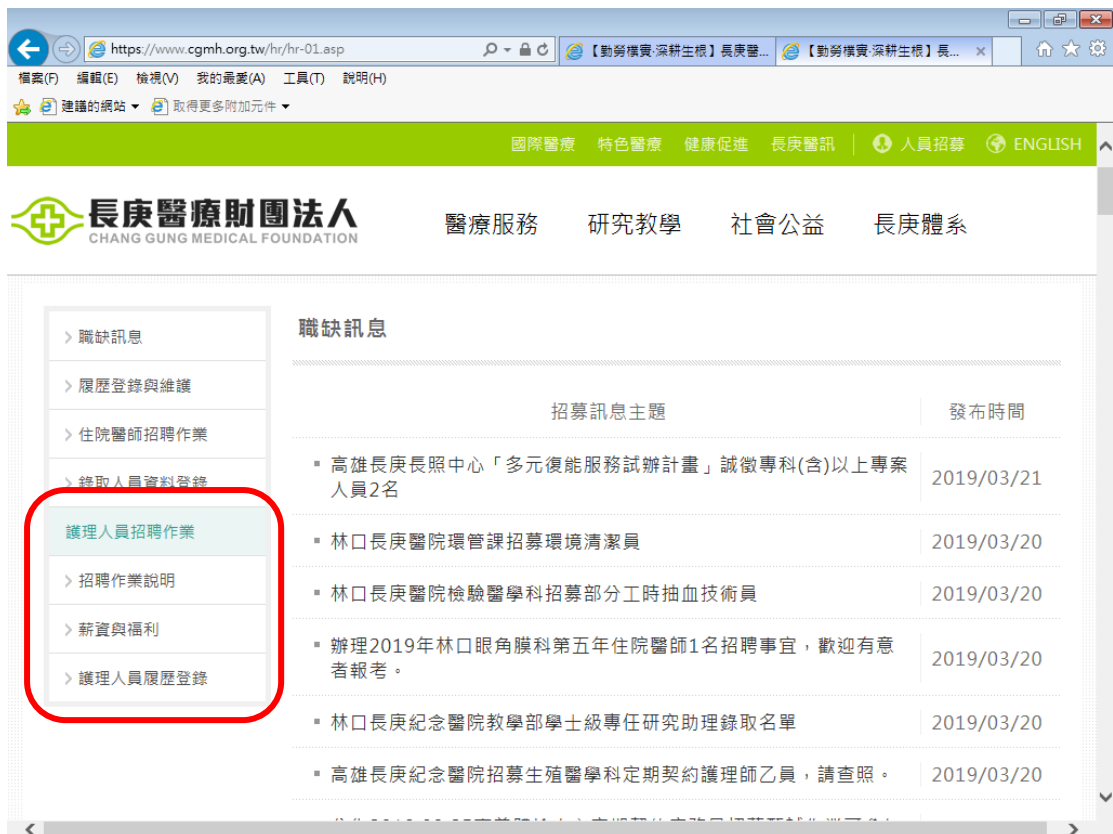 https://www.cgmh.org.tw/hr/hr-01.asp
【勤勞樸實‧深耕生根】長庚醫...
【勤勞樸實‧深耕生根】長...
檔案(F) 編輯(E) 檢視(V) 我的最愛(A) 工具(T) 說明(H)
建議的網站 取得更多附加元件
國際醫療 特色醫療 健康促進 長庚醫訊 人員招募 ENGLISH
長庚醫療財團法人
CHANG GUNG MEDICAL FOUNDATION
醫療服務 研究教學 社會公益 長庚體系
職缺訊息
履歷登錄與維護
住院醫師招聘作業
錄取人員資料登錄
護理人員招聘作業
招聘作業說明
薪資與福利
護理人員履歷登錄
職缺訊息
招募訊息主題 發布時間
高雄長庚長照中心「多元復能服務試辦計畫」誠徵專科(含)以上專案
人員2名
2019/03/21
林口長庚醫院環管課招募環境清潔員 2019/03/20
林口長庚醫院檢驗醫學科招募部分工時抽血技術員 2019/03/20
辦理2019年林口眼角膜科第五年住院醫師1名招聘事宜，歡迎有意
者報考。
2019/03/20
林口長庚紀念醫院教學部學士級專任研究助理錄取名單 2019/03/20
高雄長庚紀念醫院招募生殖醫學科定期契約護理師乙員，請查照。 2019/03/20